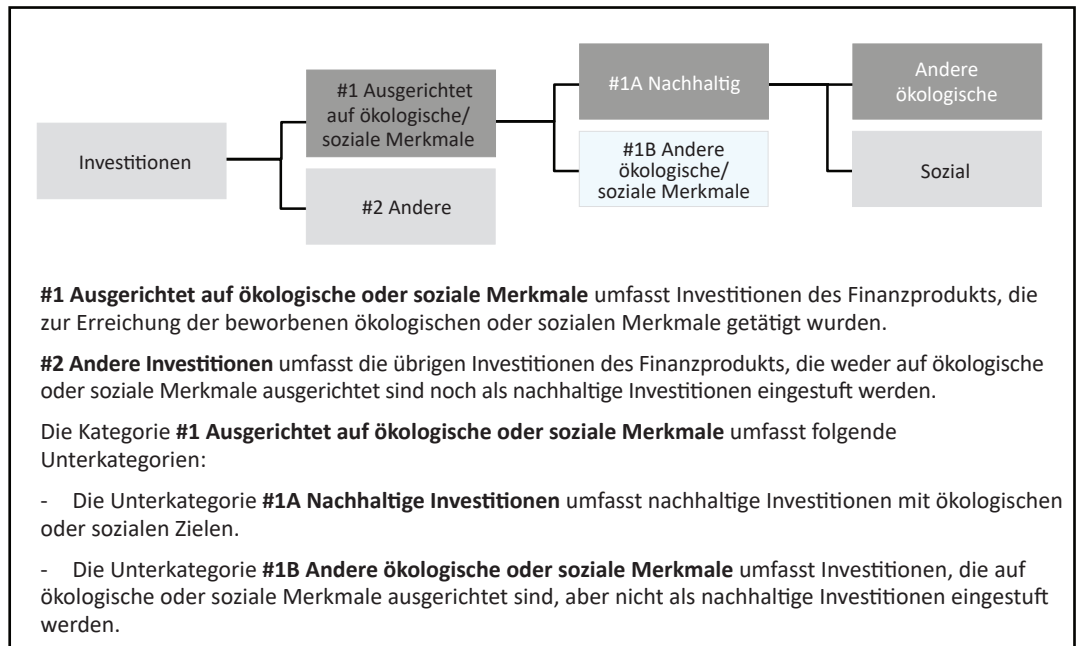 Investitionen
#1 Ausgerichtet
auf ökologische/
soziale Merkmale
#2 Andere
#1A Nachhaltig
#1B Andere
ökologische/
soziale Merkmale
Andere
ökologische
Sozial
#1 Ausgerichtet auf ökologische oder soziale Merkmale umfasst Investitionen des Finanzprodukts, die
zur Erreichung der beworbenen ökologischen oder sozialen Merkmale getätigt wurden.
#2 Andere Investitionen umfasst die übrigen Investitionen des Finanzprodukts, die weder auf ökologische
oder soziale Merkmale ausgerichtet sind noch als nachhaltige Investitionen eingestuft werden.
Die Kategorie #1 Ausgerichtet auf ökologische oder soziale Merkmale umfasst folgende
Unterkategorien:
- Die Unterkategorie #1A Nachhaltige Investitionen umfasst nachhaltige Investitionen mit ökologischen
oder sozialen Zielen.
- Die Unterkategorie #1B Andere ökologische oder soziale Merkmale umfasst Investitionen, die auf
ökologische oder soziale Merkmale ausgerichtet sind, aber nicht als nachhaltige Investitionen eingestuft
werden.